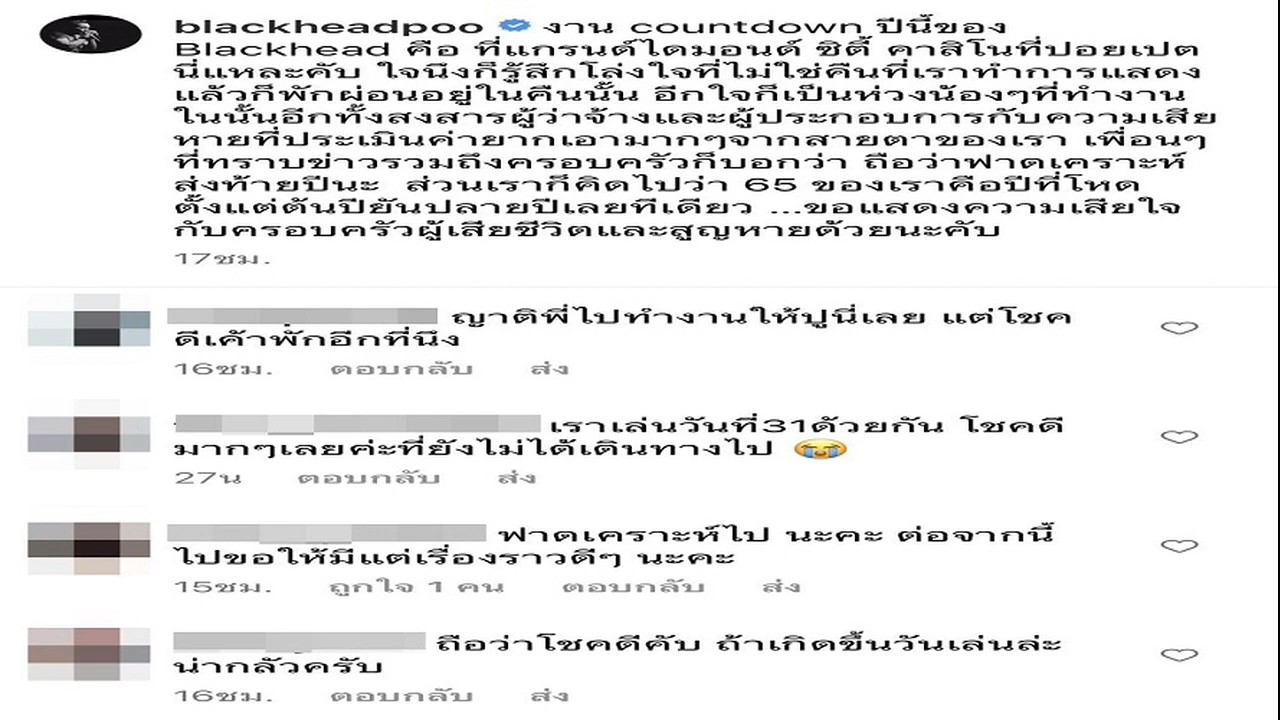 blackheadpoo งาน countdown ปีนี้ของ
Blackhead คือ ที่แกรนด์ไดมอนด์ ซิตี้ คาสิโนที่ปอยเปต
นี่แหละคับ ใจนึงก็รู้สึกโล่งใจที่ไม่ใช่คืนที่เราทำการแสดง
แล้วก็พักผ่อนอยู่ในคืนนั้น อีกใจก็เป็นห่วงน้องๆที่ทำงาน
ในนั้นอีกทั้งสงสารผู้ว่าจ้างและผู้ประกอบการกับความเสีย
หายที่ประเมินค่ายากเอามากๆจากสายตาของเรา เพื่อนๆ
ที่ทราบข่าวรวมถึงครอบครัวก็บอกว่า ถือว่าฟาดเคราะห์
ส่งท้ายปีนะ ส่วนเราก็คิดไปว่า 65 ของเราคือปีที่โหด
ตั้งแต่ต้นปียันปลายปีเลยทีเดียว ...ขอแสดงความเสียใจ
กับครอบครัวผู้เสียชีวิตและสูญหายด้วยนะคับ
17ชม.
ญาติพี่ไปทำงานให้ปูนี่เลย แต่โชค
ดีเค้าพักอีกที่นึง
16ชม. ตอบกลับ ส่ง
เราเล่นวันที่31ด้วยกัน โชคดี
มากๆเลยค่ะที่ยังไม่ได้เดินทางไป 😭
27น ตอบกลับ ส่ง
ฟาดเคราะห์ไป นะคะ ต่อจากนี้
ไปขอให้มีแต่เรื่องราวดีๆ นะคะ
15ชม. ถูกใจ 1 คน ตอบกลับ ส่ง
ถือว่าโชคดีคับ ถ้าเกิดขึ้นวันเล่นล่ะ
น่ากลัวครับ
16ชม. ตอบกลับ ส่ง